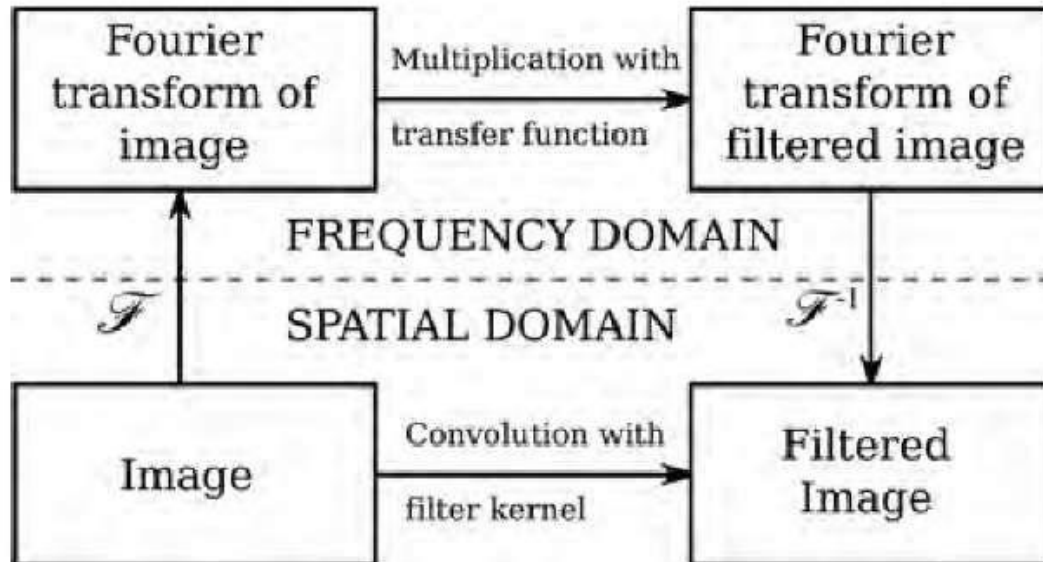 Fourier
transform of
image
Multiplication with
transfer function
Fourier
transform of
filtered image
FREQUENCY DOMAIN
ℱ
SPATIAL DOMAIN
ℱ⁻¹
Image
Convolution with
filter kernel
Filtered
Image